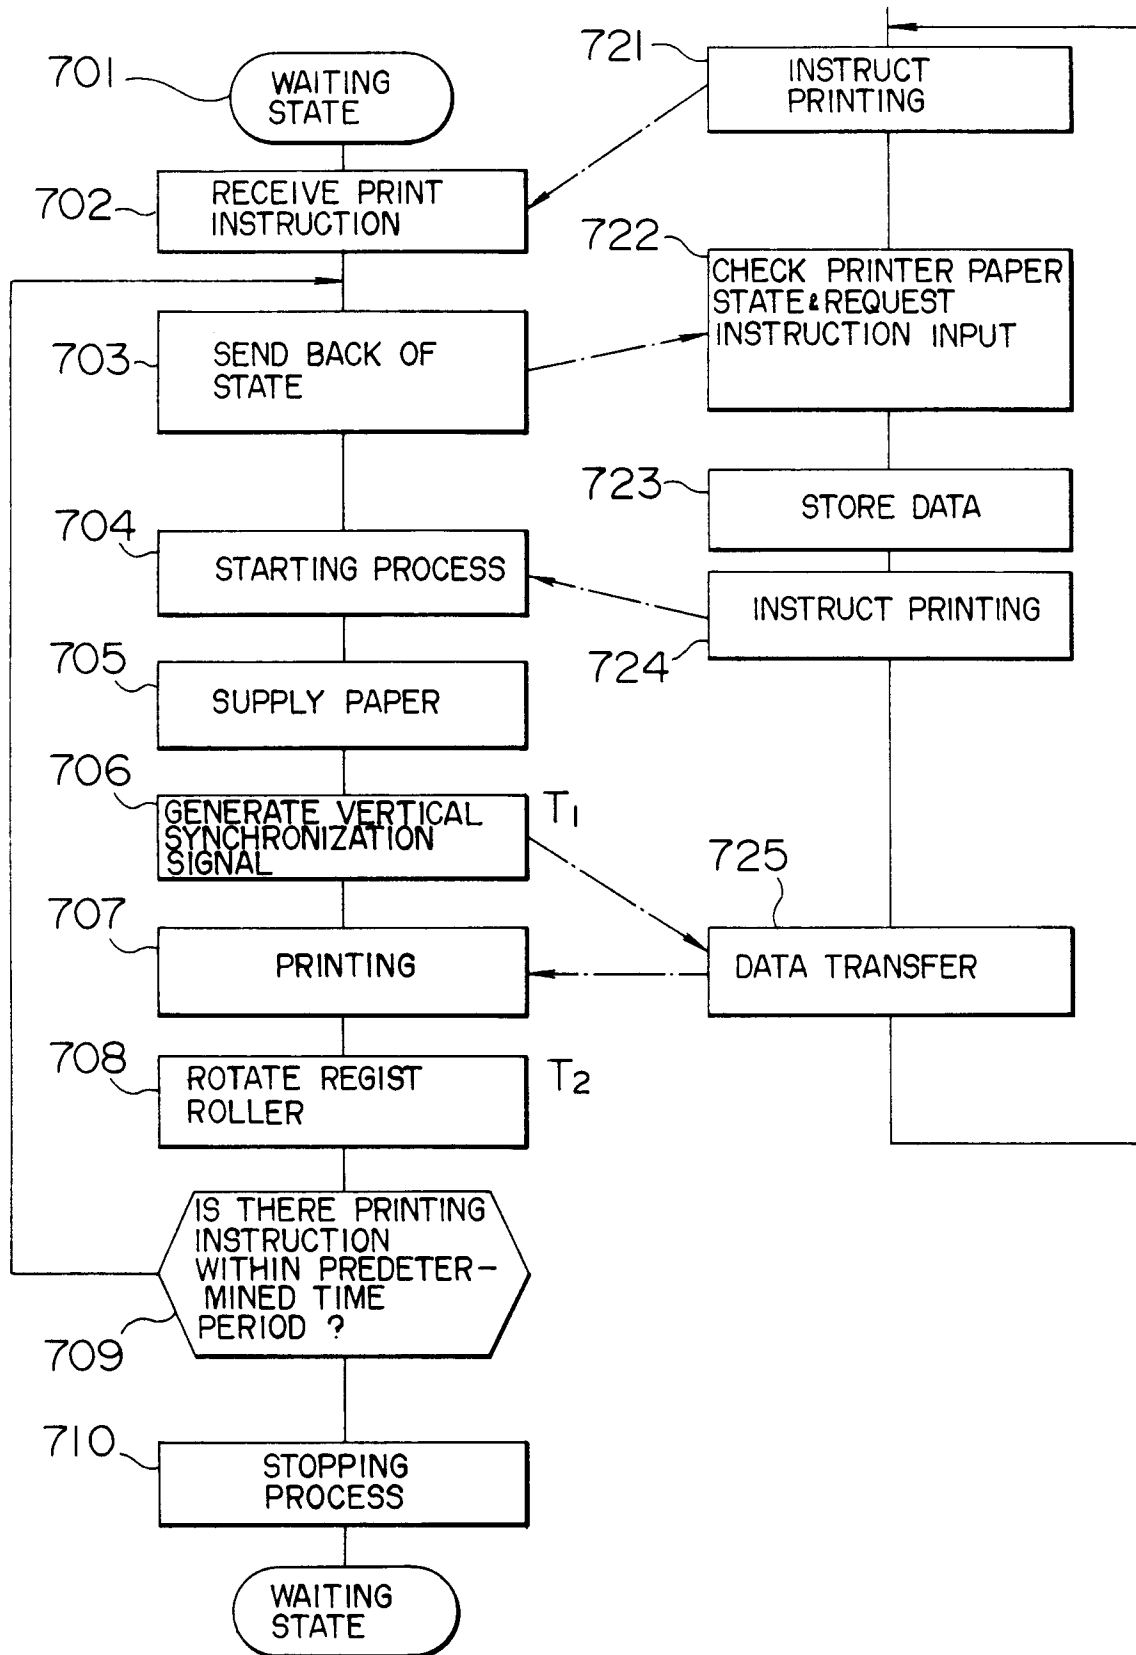 701
WAITING
STATE
702
RECEIVE PRINT
INSTRUCTION
703
SEND BACK OF
STATE
704
STARTING PROCESS
705
SUPPLY PAPER
706
GENERATE VERTICAL
SYNCHRONIZATION
SIGNAL
T1
707
PRINTING
708
ROTATE REGIST
ROLLER
T2
IS THERE PRINTING
INSTRUCTION
WITHIN PREDETER-
MINED TIME
PERIOD ?
709
710
STOPPING
PROCESS
WAITING
STATE
721
INSTRUCT
PRINTING
722
CHECK PRINTER PAPER
STATE & REQUEST
INSTRUCTION INPUT
723
STORE DATA
INSTRUCT PRINTING
724
725
DATA TRANSFER